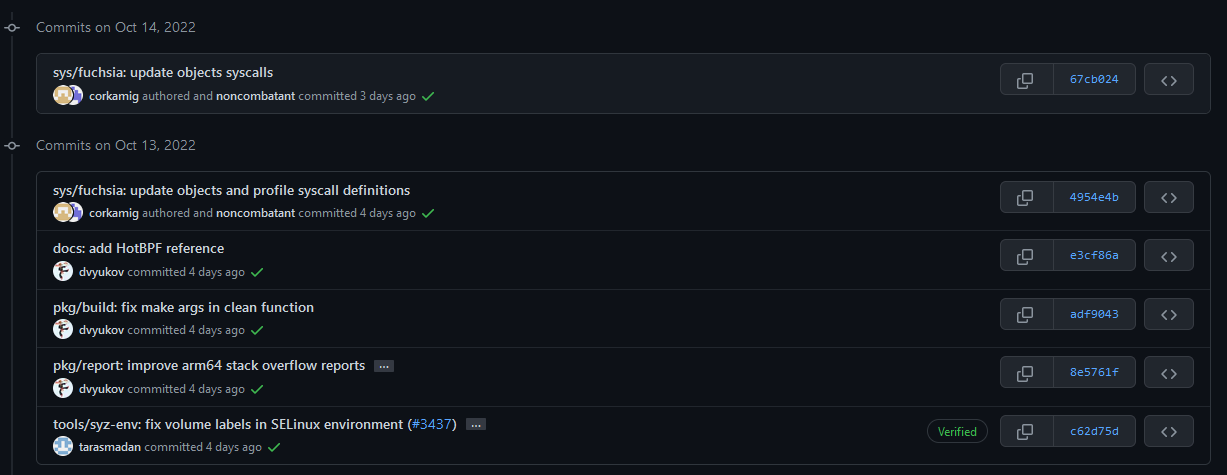 Commits on Oct 14, 2022
sys/fuchsia: update objects syscalls
corkamig authored and noncombatant committed 3 days ago
67cb024
Commits on Oct 13, 2022
sys/fuchsia: update objects and profile syscall definitions
corkamig authored and noncombatant committed 4 days ago
4954e4b
docs: add HotBPF reference
dvyukov committed 4 days ago
e3cf86a
pkg/build: fix make args in clean function
dvyukov committed 4 days ago
adf9043
pkg/report: improve arm64 stack overflow reports ...
dvyukov committed 4 days ago
8e5761f
tools/syz-env: fix volume labels in SELinux environment (#3437) ...
tarasmadan committed 4 days ago
Verified
c62d75d